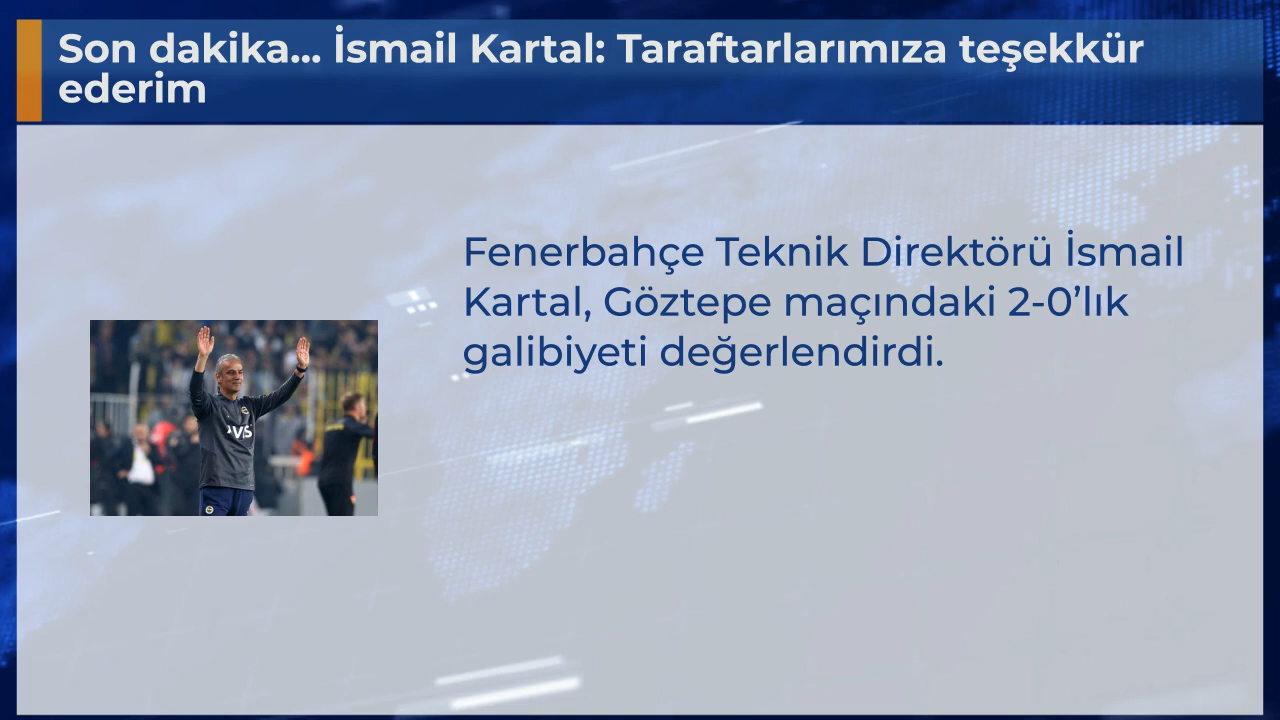 Son dakika... İsmail Kartal: Taraftarlarımıza teşekkür
ederim
Fenerbahçe Teknik Direktörü İsmail
Kartal, Göztepe maçındaki 2-0’lık
galibiyeti değerlendirdi.